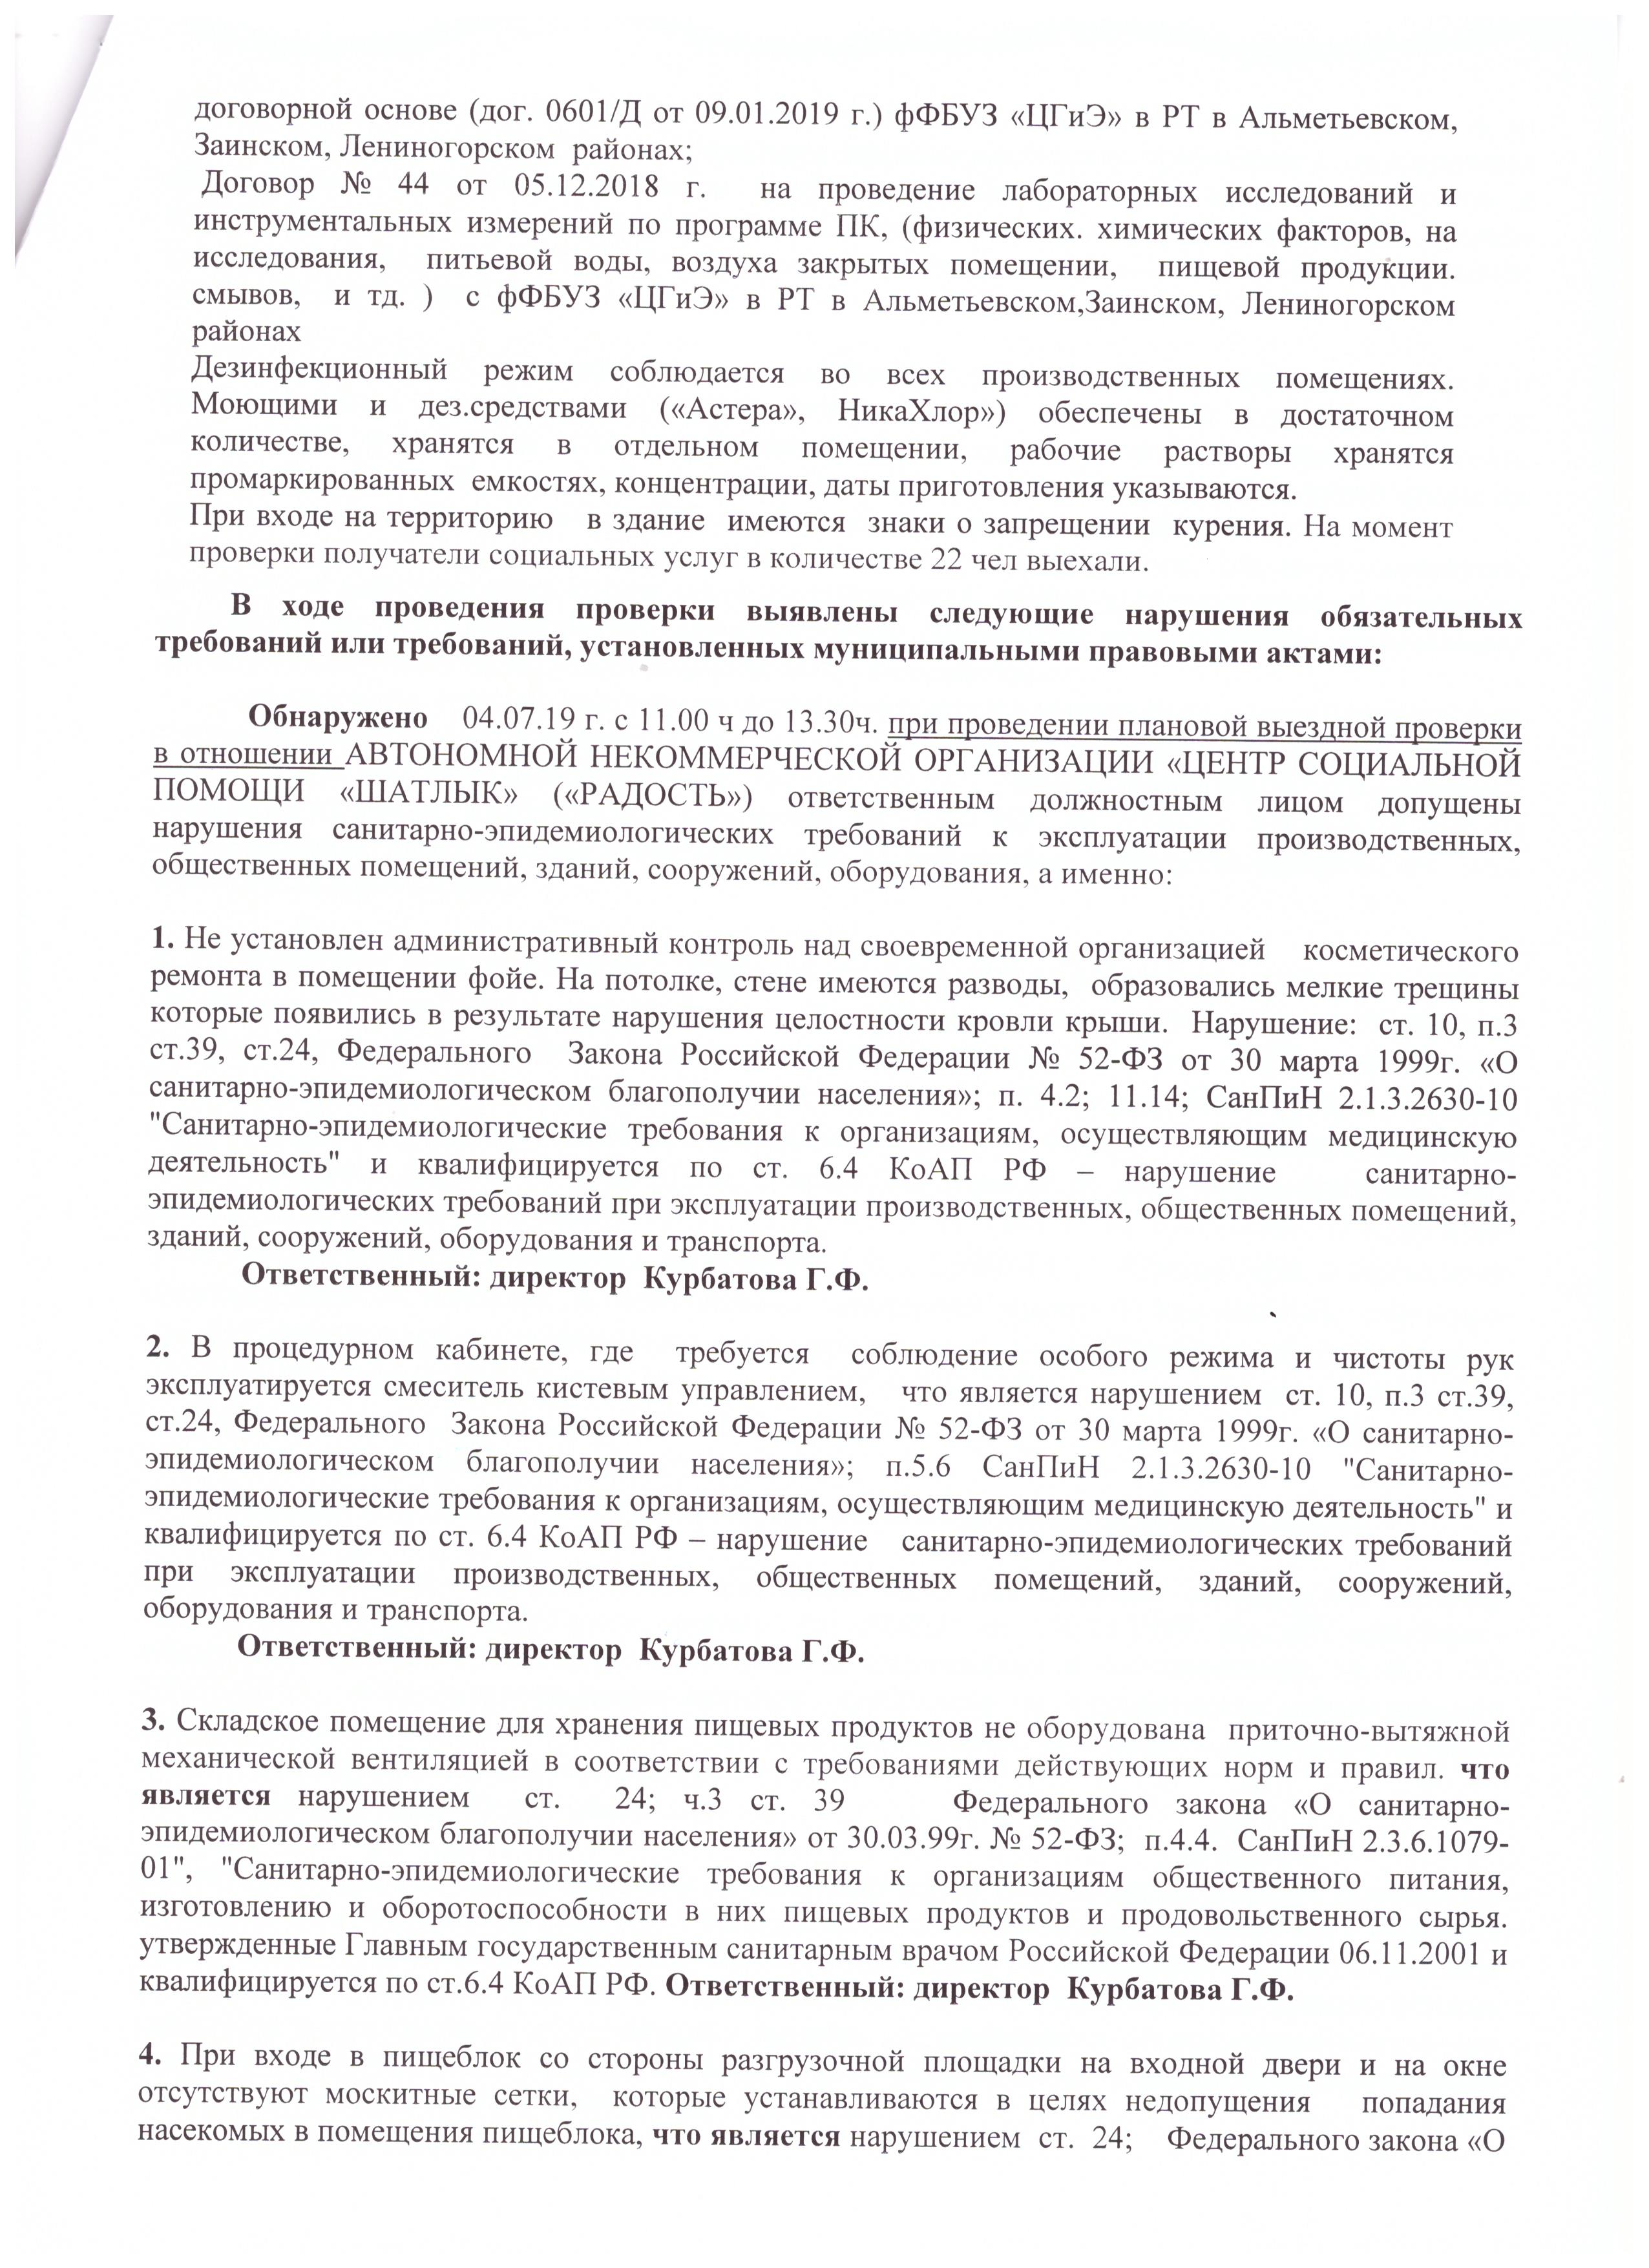 договорной основе (дог. 0601/Д от 09.01.2019 г.) фФБУЗ «ЦГиЭ» в РТ в Альметьевском,
Заинском, Лениногорском районах;
Договор № 44 от 05.12.2018 г. на проведение лабораторных исследований и
инструментальных измерений по программе ПК, (физических. химических факторов, на
исследования, питьевой воды, воздуха закрытых помещении, пищевой продукции.
смывов, и тд. ) с фФБУЗ «ЦГиЭ» в РТ в Альметьевском,Заинском, Лениногорском
районах
Дезинфекционный режим соблюдается во всех производственных помещениях.
Моющими и дез.средствами («Астера», НикаХлор») обеспечены в достаточном
количестве, хранятся в отдельном помещении, рабочие растворы хранятся
промаркированных емкостях, концентрации, даты приготовления указываются.
При входе на территорию в здание имеются знаки о запрещении курения. На момент
проверки получатели социальных услуг в количестве 22 чел выехали.
В ходе проведения проверки выявлены следующие нарушения обязательных
требований или требований, установленных муниципальными правовыми актами:
Обнаружено 04.07.19 г. с 11.00 ч до 13.30ч. при проведении плановой выездной проверки
в отношении АВТОНОМНОЙ НЕКОММЕРЧЕСКОЙ ОРГАНИЗАЦИИ «ЦЕНТР СОЦИАЛЬНОЙ
ПОМОЩИ «ШАТЛЫК» («РАДОСТЬ») ответственным должностным лицом допущены
нарушения санитарно-эпидемиологических требований к эксплуатации производственных,
общественных помещений, зданий, сооружений, оборудования, а именно:
1. Не установлен административный контроль над своевременной организацией косметического
ремонта в помещении фойе. На потолке, стене имеются разводы, образовались мелкие трещины
которые появились в результате нарушения целостности кровли крыши. Нарушение: ст. 10, п.3
ст.39, ст.24, Федерального Закона Российской Федерации № 52-ФЗ от 30 марта 1999г. «О
санитарно-эпидемиологическом благополучии населения»; п. 4.2; 11.14; СанПиН 2.1.3.2630-10
"Санитарно-эпидемиологические требования к организациям, осуществляющим медицинскую
деятельность" и квалифицируется по ст. 6.4 КоАП РФ – нарушение санитарно-
эпидемиологических требований при эксплуатации производственных, общественных помещений,
зданий, сооружений, оборудования и транспорта.
Ответственный: директор Курбатова Г.Ф.
2. В процедурном кабинете, где требуется соблюдение особого режима и чистоты рук
эксплуатируется смеситель кистевым управлением, что является нарушением ст. 10, п.3 ст.39,
ст.24, Федерального Закона Российской Федерации № 52-ФЗ от 30 марта 1999г. «О санитарно-
эпидемиологическом благополучии населения»; п.5.6 СанПиН 2.1.3.2630-10 "Санитарно-
эпидемиологические требования к организациям, осуществляющим медицинскую деятельность" и
квалифицируется по ст. 6.4 КоАП РФ – нарушение санитарно-эпидемиологических требований
при эксплуатации производственных, общественных помещений, зданий, сооружений,
оборудования и транспорта.
Ответственный: директор Курбатова Г.Ф.
3. Складское помещение для хранения пищевых продуктов не оборудована приточно-вытяжной
механической вентиляцией в соответствии с требованиями действующих норм и правил. что
является нарушением ст. 24; ч.3 ст. 39 Федерального закона «О санитарно-
эпидемиологическом благополучии населения» от 30.03.99г. № 52-ФЗ; п.4.4. СанПиН 2.3.6.1079-
01", "Санитарно-эпидемиологические требования к организациям общественного питания,
изготовлению и оборотоспособности в них пищевых продуктов и продовольственного сырья.
утвержденные Главным государственным санитарным врачом Российской Федерации 06.11.2001 и
квалифицируется по ст.6.4 КоАП РФ. Ответственный: директор Курбатова Г.Ф.
4. При входе в пищеблок со стороны разгрузочной площадки на входной двери и на окне
отсутствуют москитные сетки, которые устанавливаются в целях недопущения попадания
насекомых в помещения пищеблока, что является нарушением ст. 24; Федерального закона «О